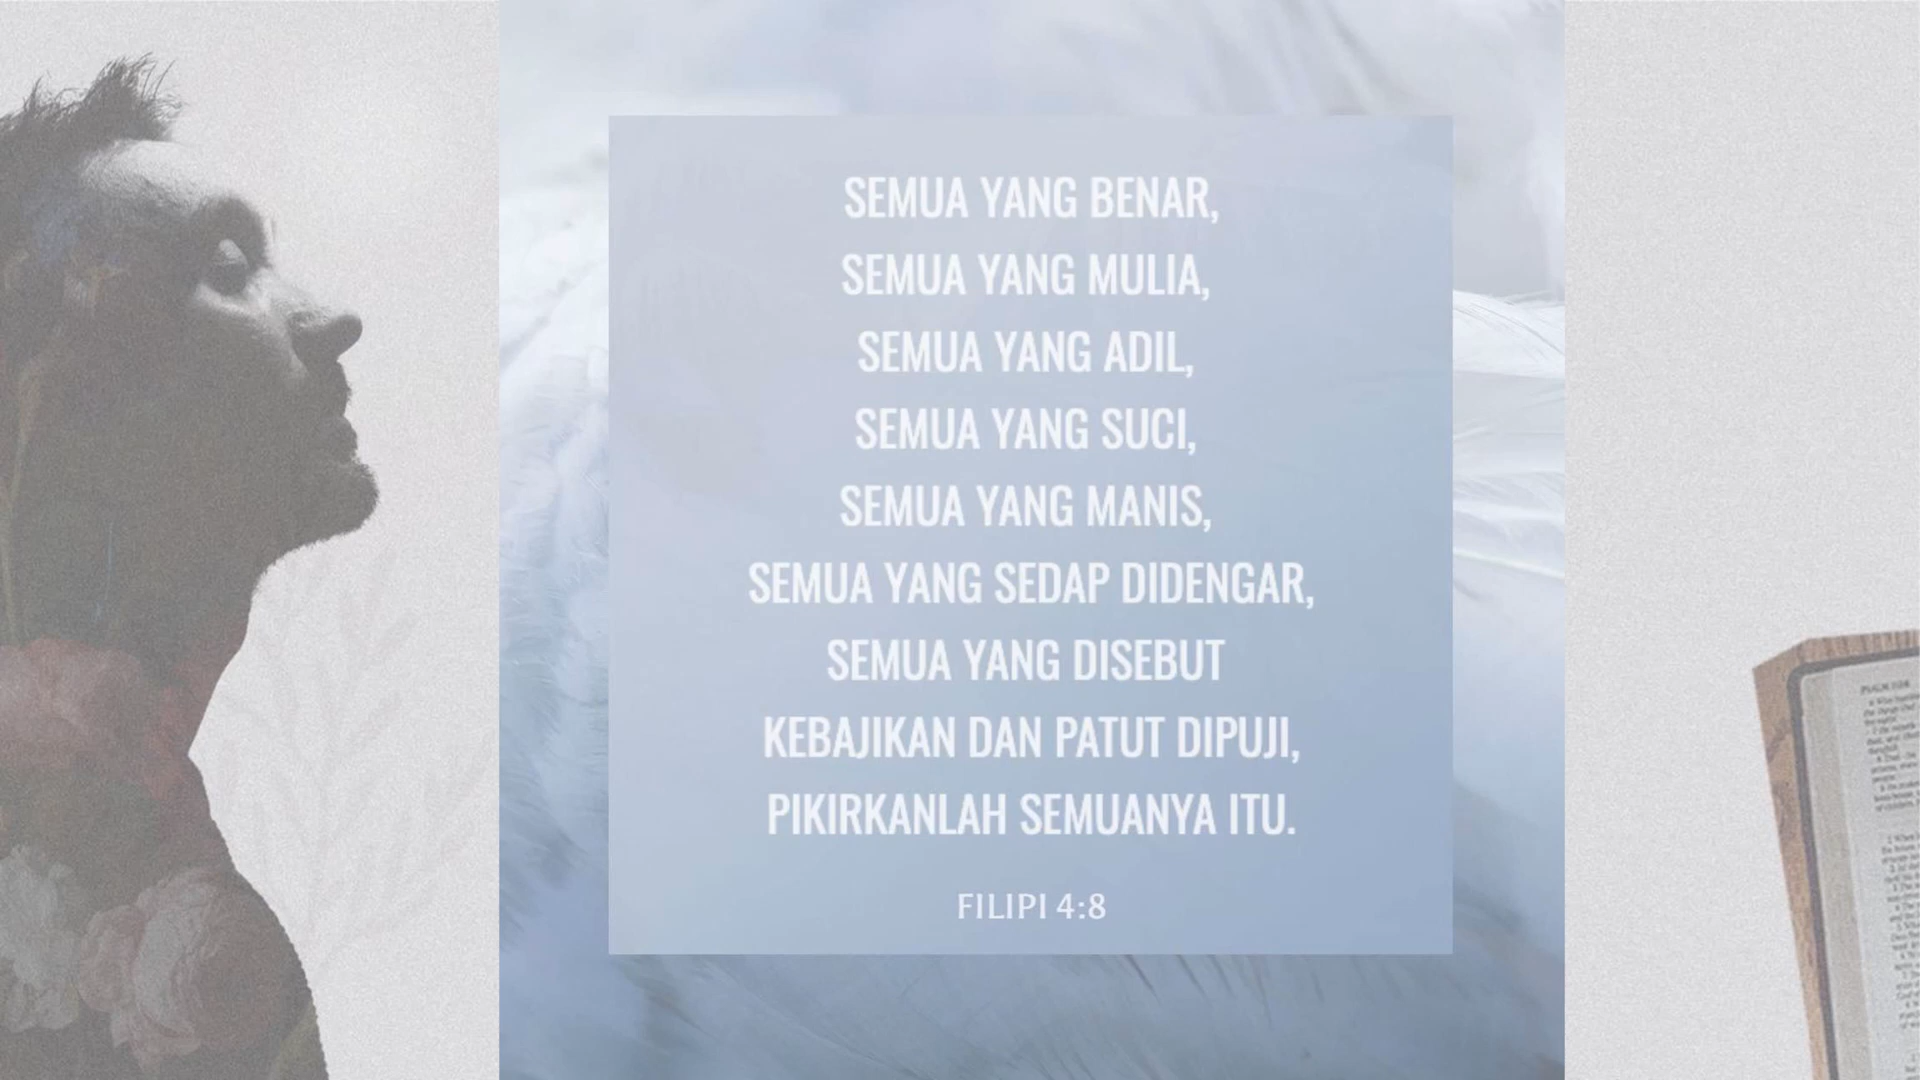 SEMUA YANG BENAR,
SEMUA YANG MULIA,
SEMUA YANG ADIL,
SEMUA YANG SUCI,
SEMUA YANG MANIS,
SEMUA YANG SEDAP DIDENGAR,
SEMUA YANG DISEBUT
KEBAJIKAN DAN PATUT DIPUJI,
PIKIRKANLAH SEMUANYA ITU.
FILIPI 4:8